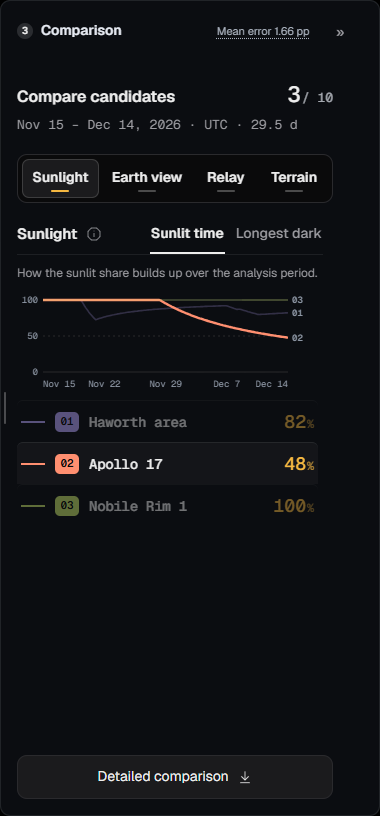 3 Comparison Mean error 1.66 pp »
Compare candidates 3 / 10
Nov 15 – Dec 14, 2026 · UTC · 29.5 d
Sunlight Earth view Relay Terrain
Sunlight Sunlit time Longest dark
How the sunlit share builds up over the analysis period.
100 03
01
50 02
0
Nov 15 Nov 22 Nov 29 Dec 7 Dec 14
01 Haworth area 82%
02 Apollo 17 48%
03 Nobile Rim 1 100%
Detailed comparison